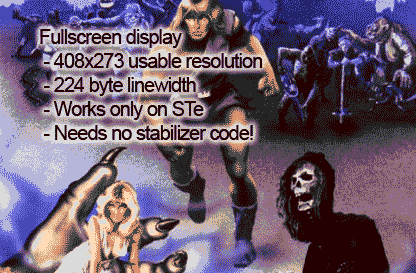 Fullscreen display
- 408x273 usable resolution
- 224 byte linewidth
- Works only on STe
- Needs no stabilizer code!